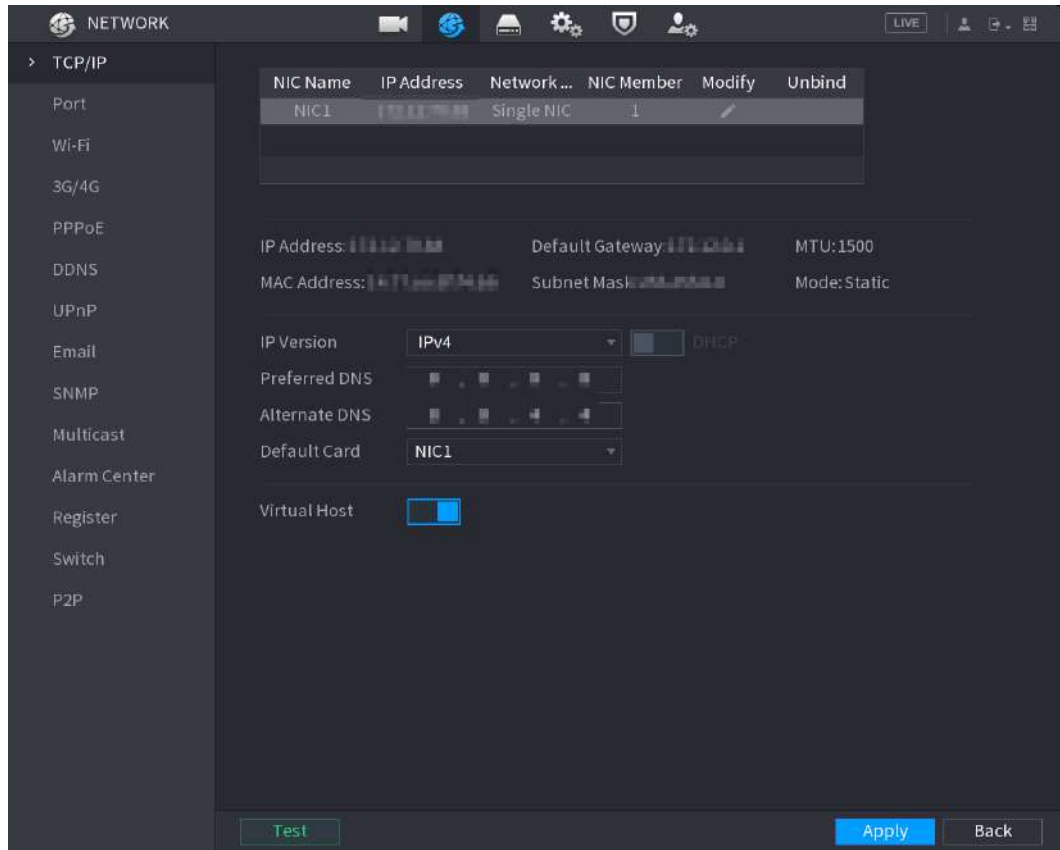 NETWORK
LIVE
TCP/IP
Port
Wi-Fi
3G/4G
PPPoE
DDNS
UPnP
Email
SNMP
Multicast
Alarm Center
Register
Switch
P2P
NIC Name IP Address Network ... NIC Member Modify Unbind
NIC1 Single NIC 1
IP Address: Default Gateway: MTU:1500
MAC Address: Subnet Mask Mode: Static
IP Version IPv4 DHCP
Preferred DNS
Alternate DNS
Default Card NIC1
Virtual Host
Test Apply Back